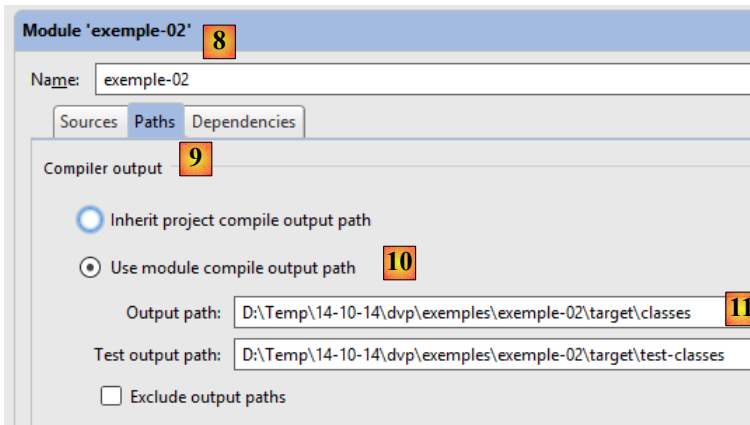 Module 'exemple-02' 8
Name: exemple-02
Sources Paths Dependencies
9
Compiler output
Inherit project compile output path
Use module compile output path 10
Output path: D:\Temp\14-10-14\dvp\exemples\exemple-02\target\classes 11
Test output path: D:\Temp\14-10-14\dvp\exemples\exemple-02\target\test-classes
Exclude output paths